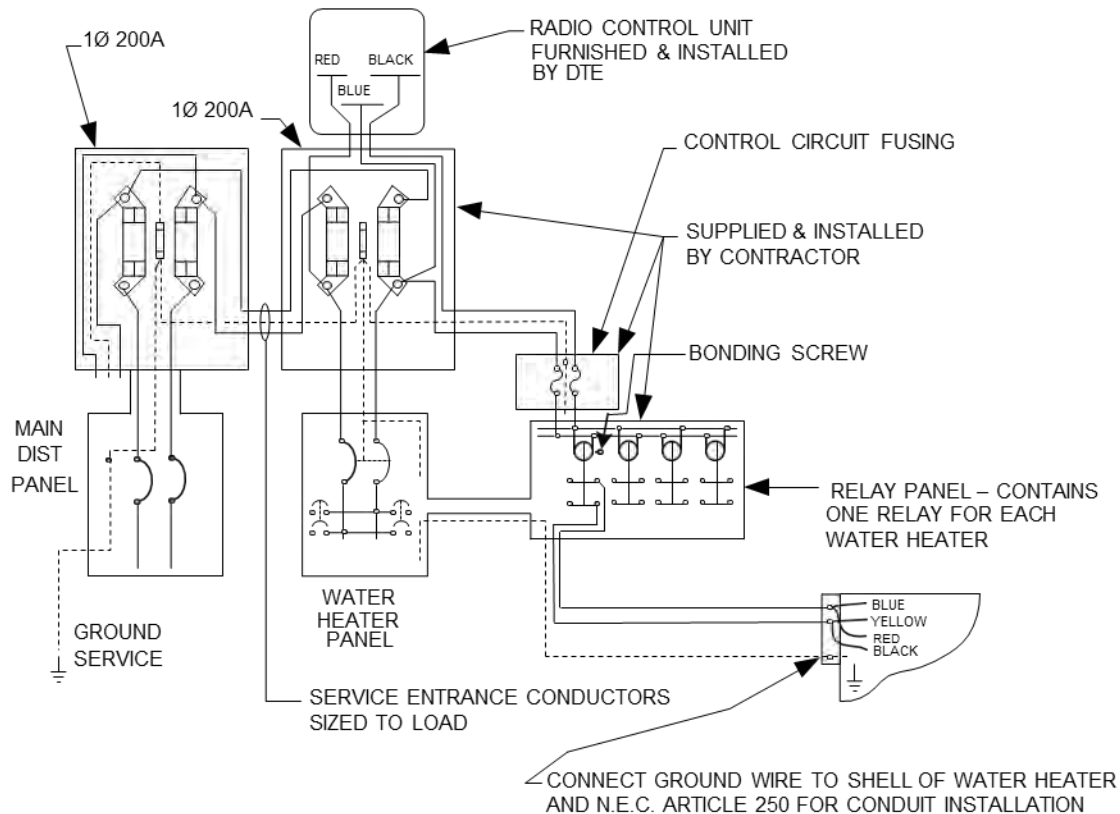 1Ø 200A
RADIO CONTROL UNIT
FURNISHED & INSTALLED
BY DTE
RED
BLACK
BLUE
1Ø 200A
CONTROL CIRCUIT FUSING
SUPPLIED & INSTALLED
BY CONTRACTOR
BONDING SCREW
MAIN
DIST
PANEL
RELAY PANEL – CONTAINS
ONE RELAY FOR EACH
WATER HEATER
WATER
HEATER
PANEL
GROUND
SERVICE
BLUE
YELLOW
RED
BLACK
SERVICE ENTRANCE CONDUCTORS
SIZED TO LOAD
CONNECT GROUND WIRE TO SHELL OF WATER HEATER
AND N.E.C. ARTICLE 250 FOR CONDUIT INSTALLATION